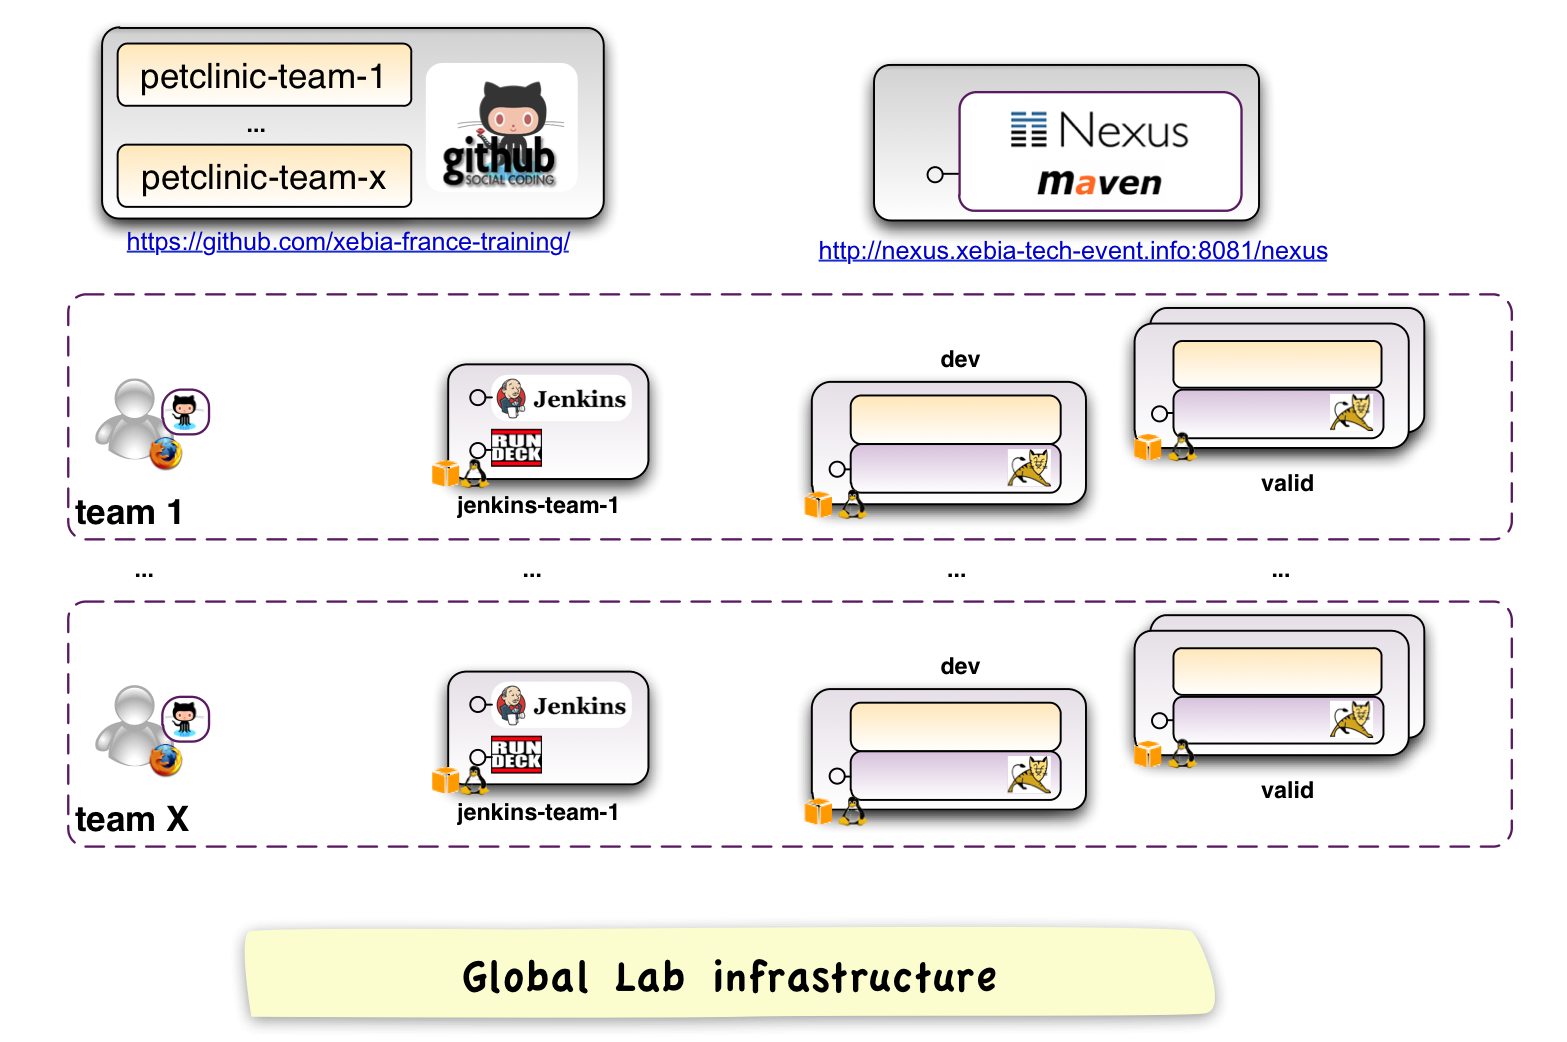 petclinic-team-1
...
petclinic-team-x
github
SOCIAL CODING
https://github.com/xebia-france-training/
Nexus
maven
http://nexus.xebia-tech-event.info:8081/nexus
team 1
Jenkins
RUN
DECK
jenkins-team-1
dev
valid
... ... ... ...
team X
Jenkins
RUN
DECK
jenkins-team-1
dev
valid
Global Lab infrastructure